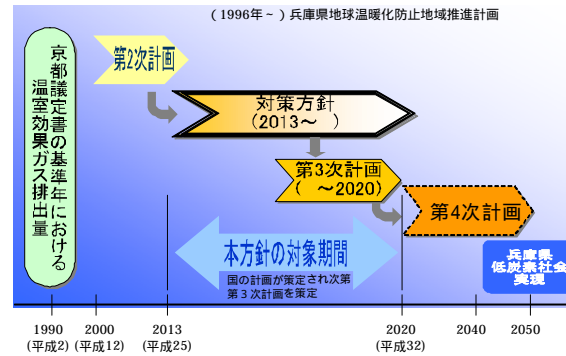 (1996年~)兵庫県地球温暖化防止地域推進計画
京都議定書の基準年における
温室効果ガス排出量
第2次計画
対策方針
(2013~　)
第3次計画
(　~2020)
第4次計画
本方針の対象期間
国の計画が策定され次第
第3次計画を策定
兵庫県
低炭素社会
実現
1990 2000 2013 2020 2040 2050
(平成2) (平成12) (平成25) (平成32)